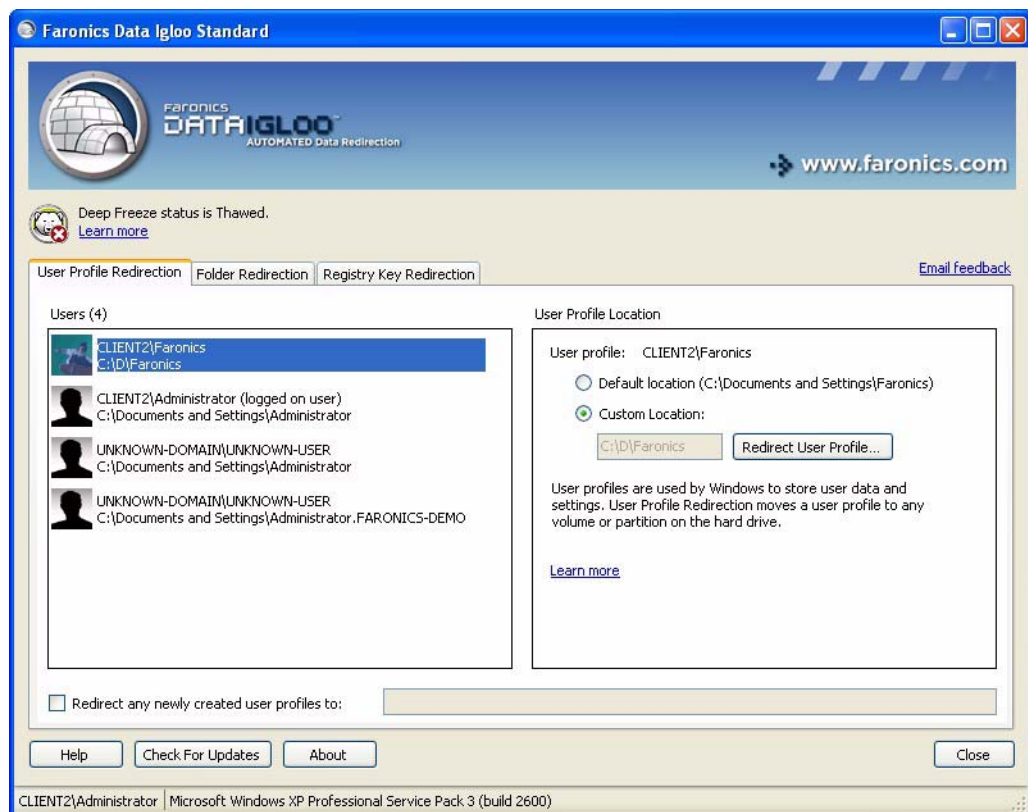 Faronics Data Igloo Standard
FARONICS
DATAIGLOO™
AUTOMATED Data Redirection
www.faronics.com
Deep Freeze status is Thawed.
Learn more
User Profile Redirection
Folder Redirection
Registry Key Redirection
Email feedback
Users (4)
CLIENT2\Faronics
C:\D\Faronics
CLIENT2\Administrator (logged on user)
C:\Documents and Settings\Administrator
UNKNOWN-DOMAIN\UNKNOWN-USER
C:\Documents and Settings\Administrator
UNKNOWN-DOMAIN\UNKNOWN-USER
C:\Documents and Settings\Administrator.FARONICS-DEMO
User Profile Location
User profile: CLIENT2\Faronics
Default location (C:\Documents and Settings\Faronics)
Custom Location:
C:\D\Faronics
Redirect User Profile...
User profiles are used by Windows to store user data and
settings. User Profile Redirection moves a user profile to any
volume or partition on the hard drive.
Learn more
Redirect any newly created user profiles to:
Help
Check For Updates
About
Close
CLIENT2\Administrator
Microsoft Windows XP Professional Service Pack 3 (build 2600)